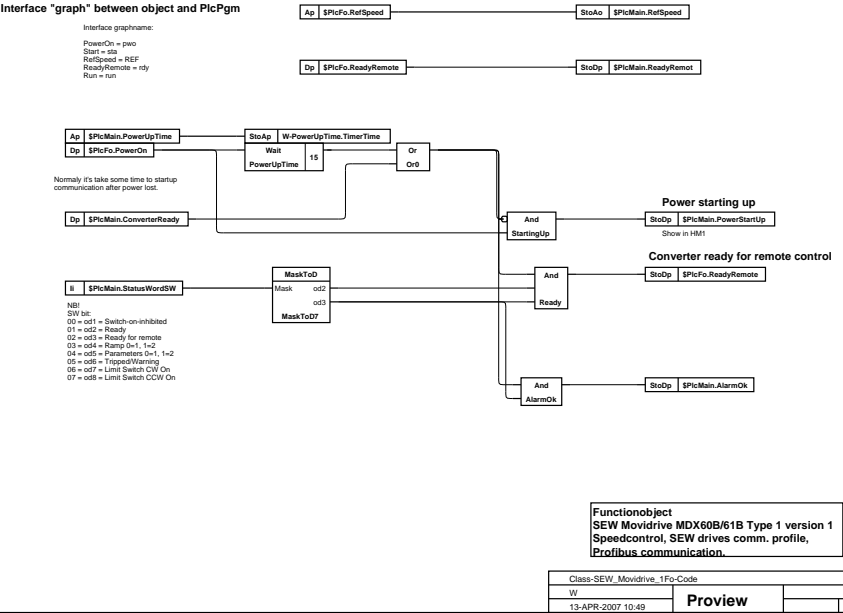 Interface "graph" between object and PlcPgm
Interface graphname:
PowerOn = pwo
Start = sta
RefSpeed = REF
ReadyRemote = rdy
Run = run
Ap $PlcFo.RefSpeed
StoAo $PlcMain.RefSpeed
Dp $PlcFo.ReadyRemote
StoDp $PlcMain.ReadyRemot
Ap $PlcMain.PowerUpTime
StoAp W-PowerUpTime.TimerTime
Dp $PlcFo.PowerOn
Wait
PowerUpTime
15
Or
Or0
Normaly it's take some time to startup
communication after power lost.
Dp $PlcMain.ConverterReady
And
StartingUp
Power starting up
StoDp $PlcMain.PowerStartUp
Show in HM1
Converter ready for remote control
StoDp $PlcFo.ReadyRemote
And
Ready
Ii $PlcMain.StatusWordSW
MaskToD
Mask od2
od3
MaskToD7
NB!
SW bit:
00 = od1 = Switch-on-inhibited
01 = od2 = Ready
02 = od3 = Ready for remote
03 = od4 = Ramp 0=1, 1=2
04 = od5 = Parameters 0=1, 1=2
05 = od6 = Tripped/Warning
06 = od7 = Limit Switch CW On
07 = od8 = Limit Switch CCW On
And
AlarmOk
StoDp $PlcMain.AlarmOk
Functionobject
SEW Movidrive MDX60B/61B Type 1 version 1
Speedcontrol, SEW drives comm. profile,
Profibus communication.
Class-SEW_Movidrive_1Fo-Code
W
13-APR-2007 10:49
Proview